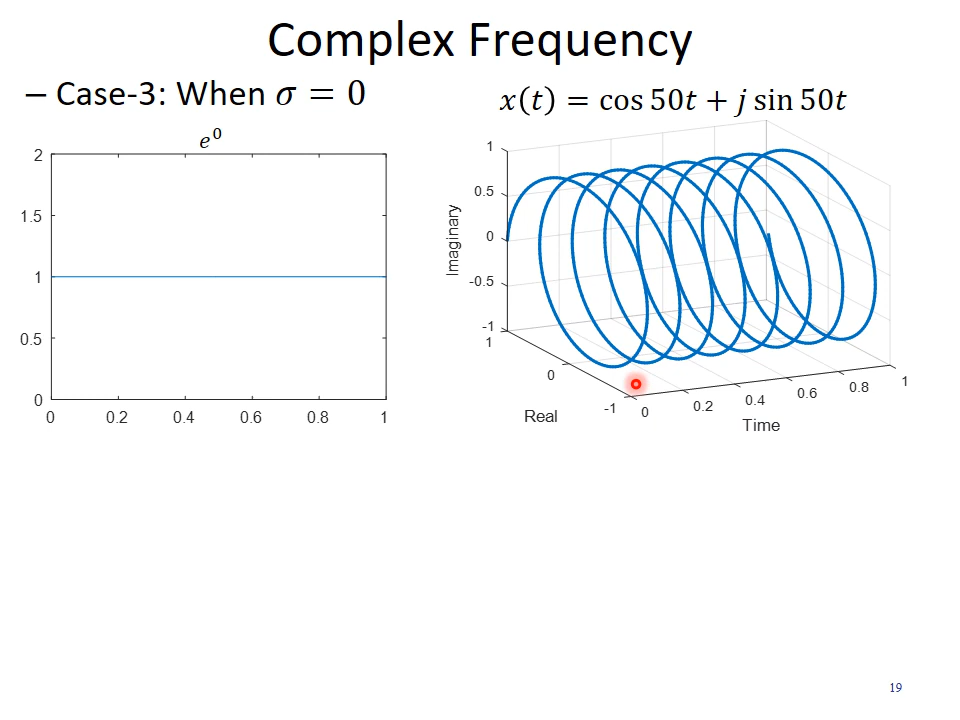 Complex Frequency
– Case-3: When σ = 0
e⁰
2
1.5
1
0.5
0
0 0.2 0.4 0.6 0.8 1
x(t) = cos 50t + j sin 50t
Imaginary
1
0.5
0
-0.5
-1
1
0
-1
Real
0 0.2 0.4 0.6 0.8 1
Time
19